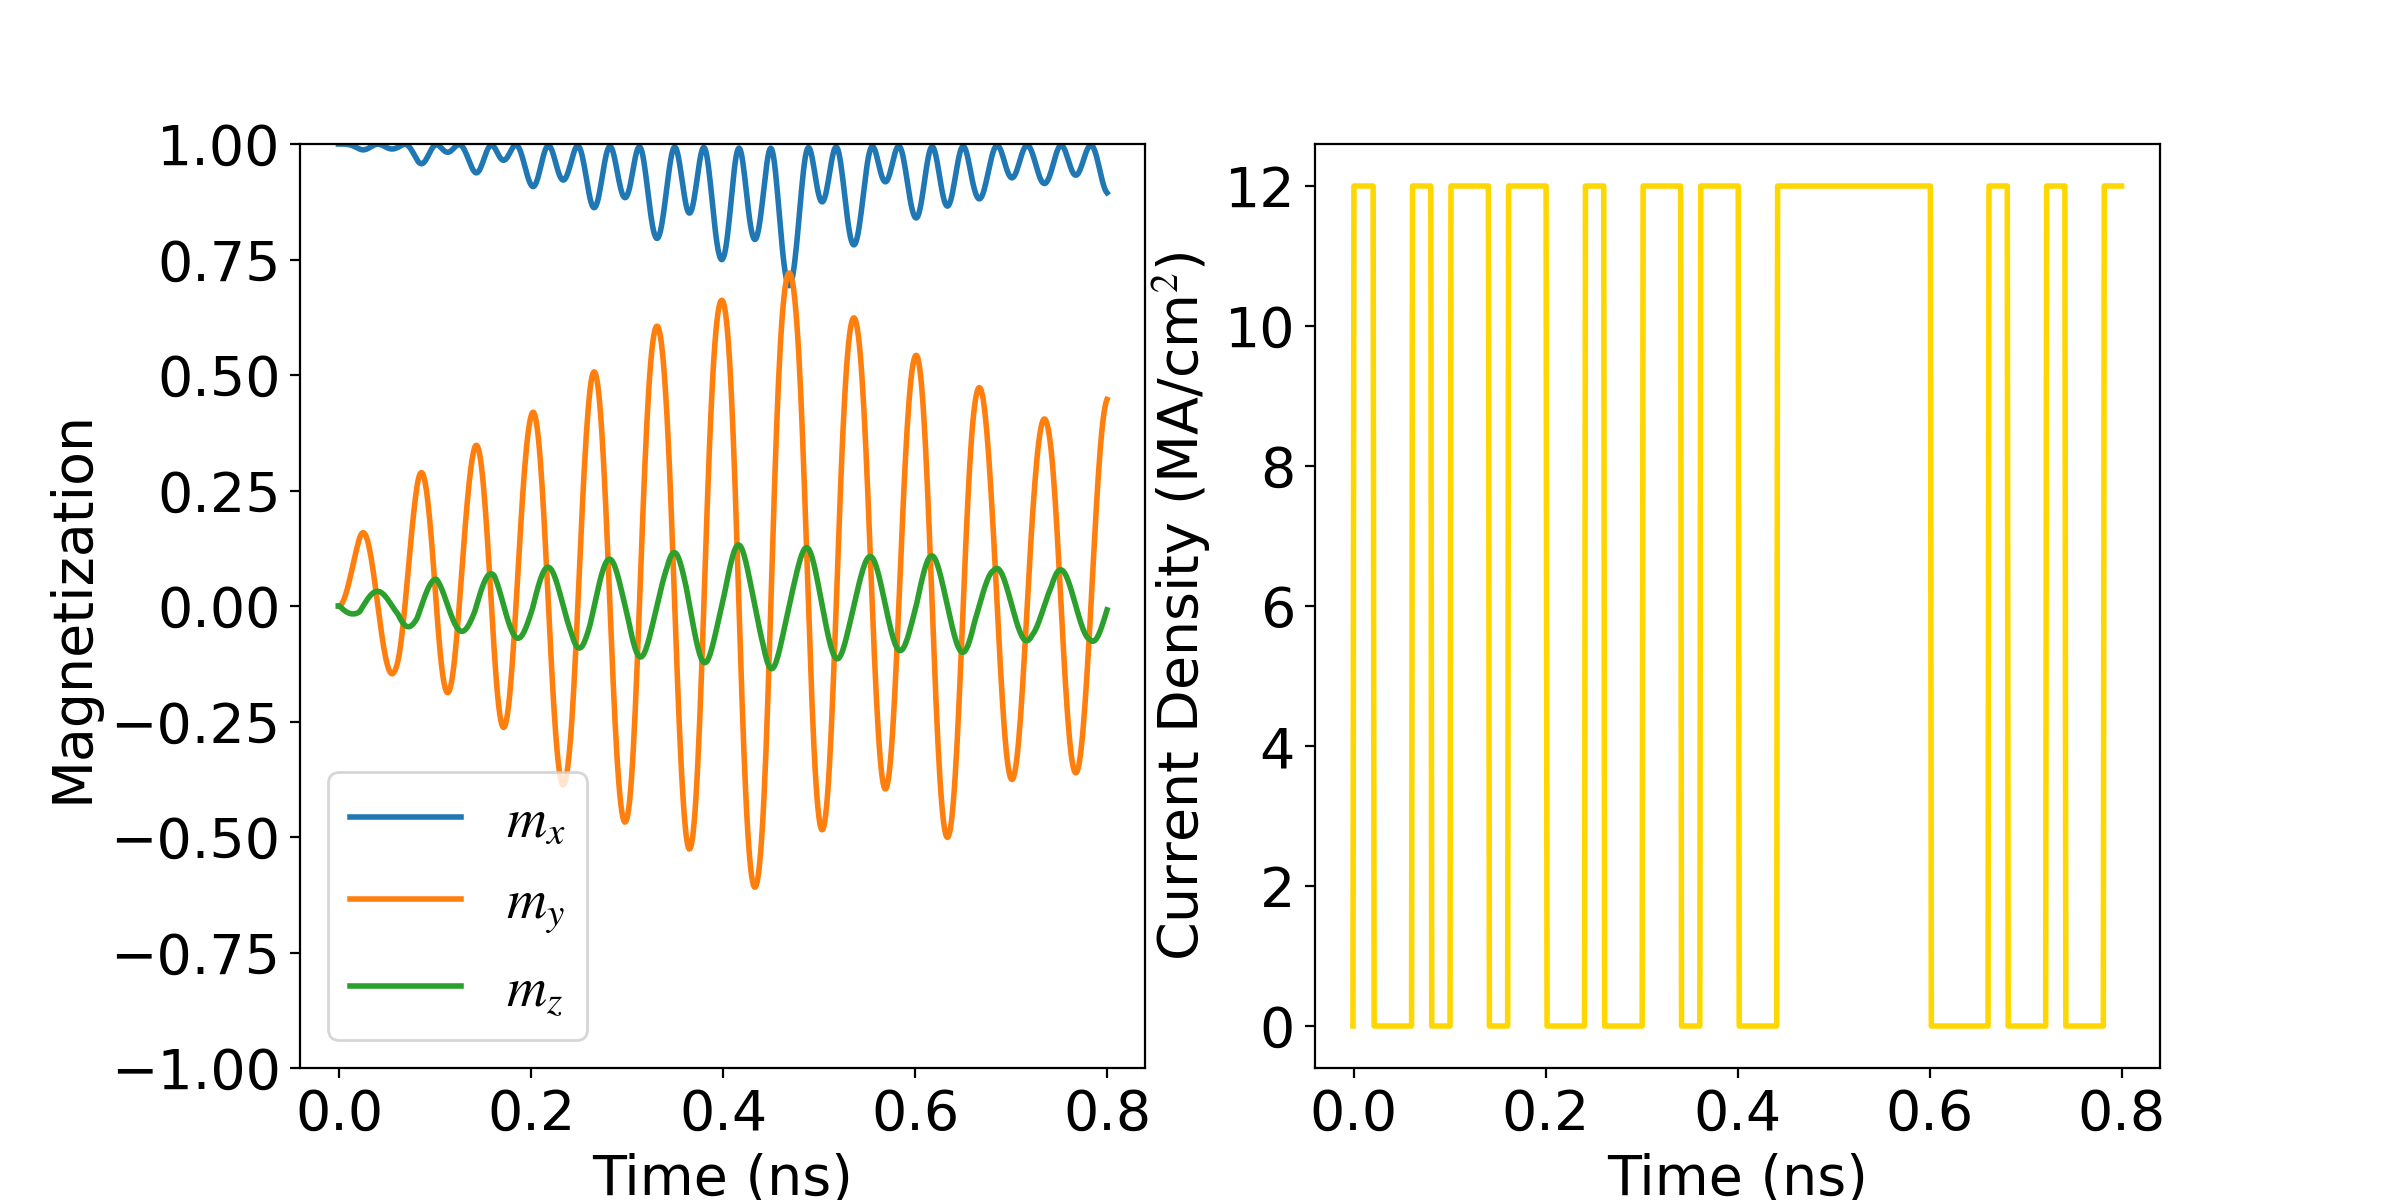 Magnetization
1.00
0.75
0.50
0.25
0.00
−0.25
−0.50
−0.75
−1.00
m_x
m_y
m_z
0.0 0.2 0.4 0.6 0.8
Time (ns)
Current Density (MA/cm²)
12
10
8
6
4
2
0
0.0 0.2 0.4 0.6 0.8
Time (ns)